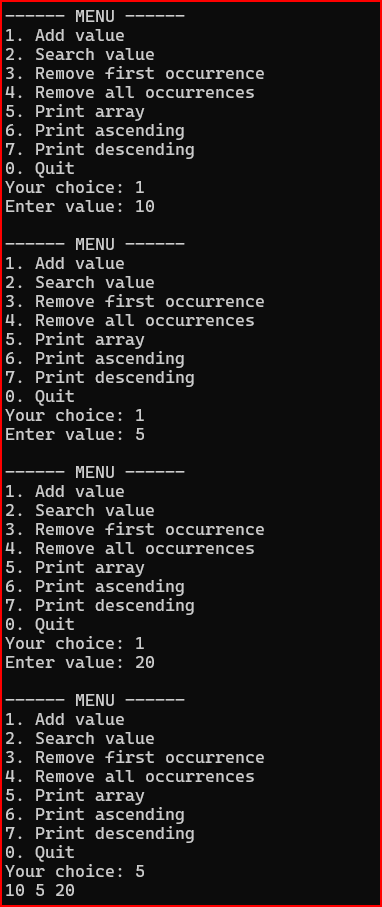 ------ MENU ------
1. Add value
2. Search value
3. Remove first occurrence
4. Remove all occurrences
5. Print array
6. Print ascending
7. Print descending
0. Quit
Your choice: 1
Enter value: 10
------ MENU ------
1. Add value
2. Search value
3. Remove first occurrence
4. Remove all occurrences
5. Print array
6. Print ascending
7. Print descending
0. Quit
Your choice: 1
Enter value: 5
------ MENU ------
1. Add value
2. Search value
3. Remove first occurrence
4. Remove all occurrences
5. Print array
6. Print ascending
7. Print descending
0. Quit
Your choice: 1
Enter value: 20
------ MENU ------
1. Add value
2. Search value
3. Remove first occurrence
4. Remove all occurrences
5. Print array
6. Print ascending
7. Print descending
0. Quit
Your choice: 5
10 5 20